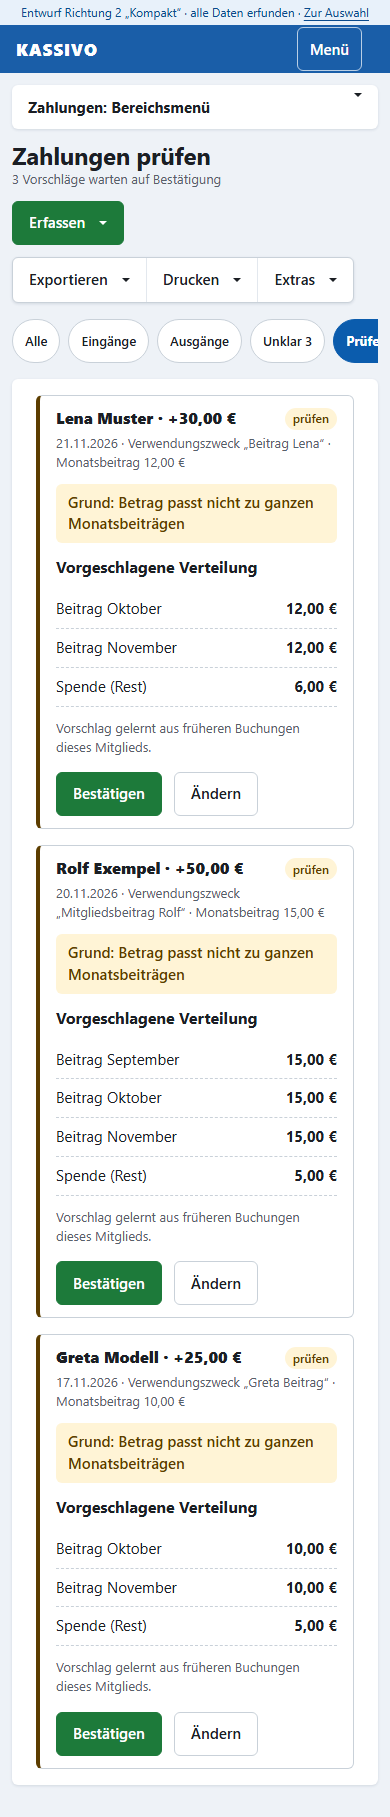 Entwurf Richtung 2 „Kompakt“ · alle Daten erfunden · Zur Auswahl
KASSIVO
Menü
Zahlungen: Bereichsmenü
Zahlungen prüfen
3 Vorschläge warten auf Bestätigung
Erfassen
Exportieren
Drucken
Extras
Alle
Eingänge
Ausgänge
Unklar 3
Prüfe
Lena Muster · +30,00 €
prüfen
21.11.2026 · Verwendungszweck „Beitrag Lena“ ·
Monatsbeitrag 12,00 €
Grund: Betrag passt nicht zu ganzen
Monatsbeiträgen
Vorgeschlagene Verteilung
Beitrag Oktober 12,00 €
Beitrag November 12,00 €
Spende (Rest) 6,00 €
Vorschlag gelernt aus früheren Buchungen
dieses Mitglieds.
Bestätigen
Ändern
Rolf Exempel · +50,00 €
prüfen
20.11.2026 · Verwendungszweck
„Mitgliedsbeitrag Rolf“ · Monatsbeitrag 15,00 €
Grund: Betrag passt nicht zu ganzen
Monatsbeiträgen
Vorgeschlagene Verteilung
Beitrag September 15,00 €
Beitrag Oktober 15,00 €
Beitrag November 15,00 €
Spende (Rest) 5,00 €
Vorschlag gelernt aus früheren Buchungen
dieses Mitglieds.
Bestätigen
Ändern
Greta Modell · +25,00 €
prüfen
17.11.2026 · Verwendungszweck „Greta Beitrag“ ·
Monatsbeitrag 10,00 €
Grund: Betrag passt nicht zu ganzen
Monatsbeiträgen
Vorgeschlagene Verteilung
Beitrag Oktober 10,00 €
Beitrag November 10,00 €
Spende (Rest) 5,00 €
Vorschlag gelernt aus früheren Buchungen
dieses Mitglieds.
Bestätigen
Ändern